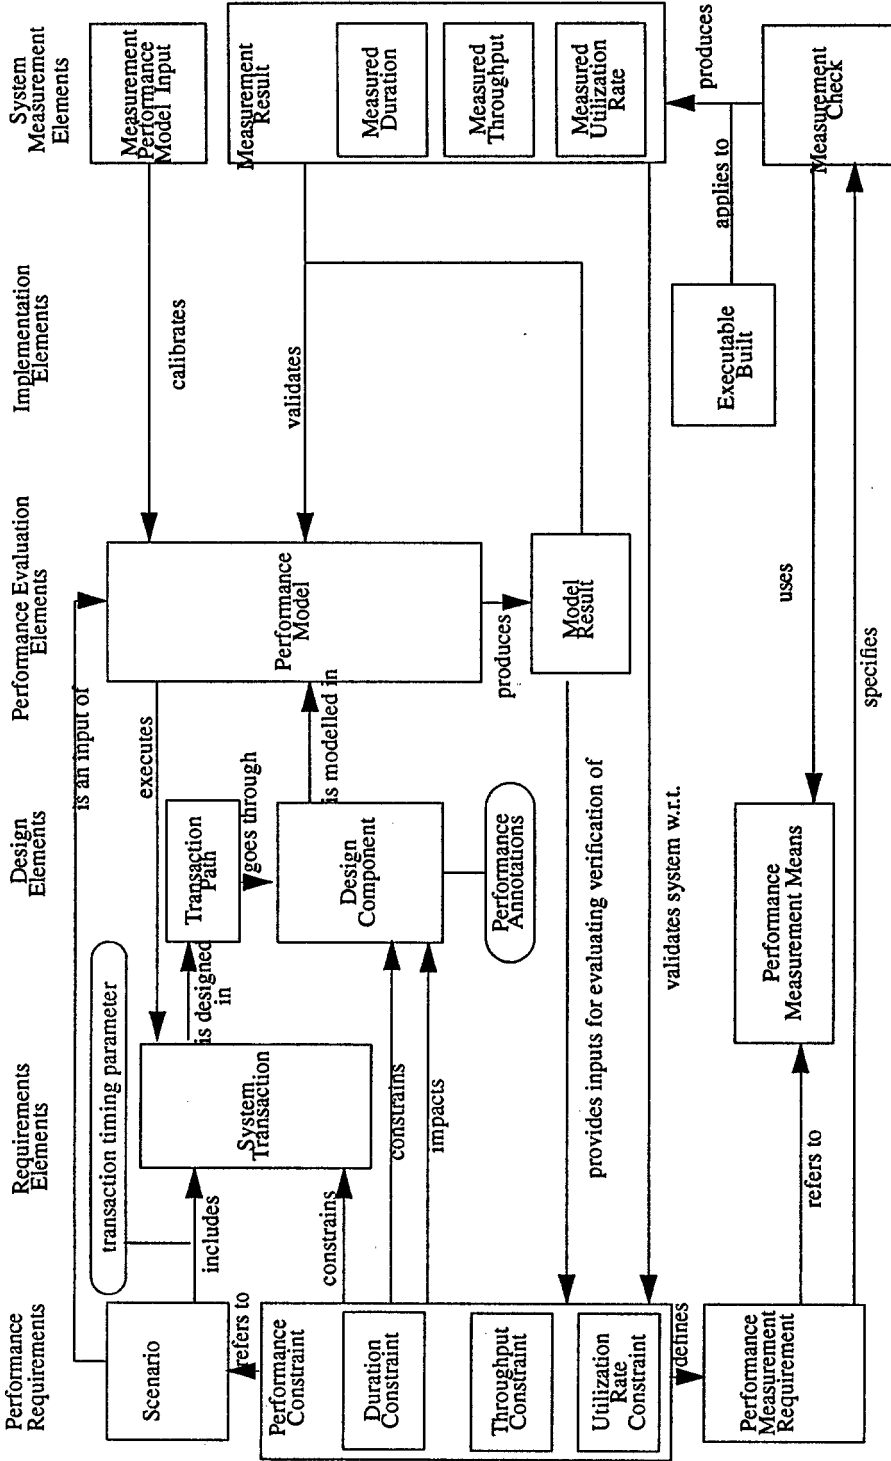 Performance
Requirements
Requirements
Elements
Design
Elements
Performance Evaluation
Elements
Implementation
Elements
System
Measurement
Elements
is an input of
transaction timing parameter
Scenario
includes
System
Transaction
executes
is designed
in
Transaction
Path
goes through
Design
Component
is modelled in
Performance
Annotations
Performance
Model
calibrates
validates
Measurement
Performance
Model Input
Measurement
Result
Measured
Duration
Measured
Throughput
Measured
Utilization
Rate
refers to
Performance
Constraint
Duration
Constraint
Throughput
Constraint
Utilization
Rate
Constraint
constrains
constrains
impacts
produces
Model
Result
provides inputs for evaluating verification of
validates system w.r.t.
defines
Performance
Measurement
Requirement
refers to
Performance
Measurement Means
uses
specifies
Executable
Built
applies to
produces
Measurement
Check